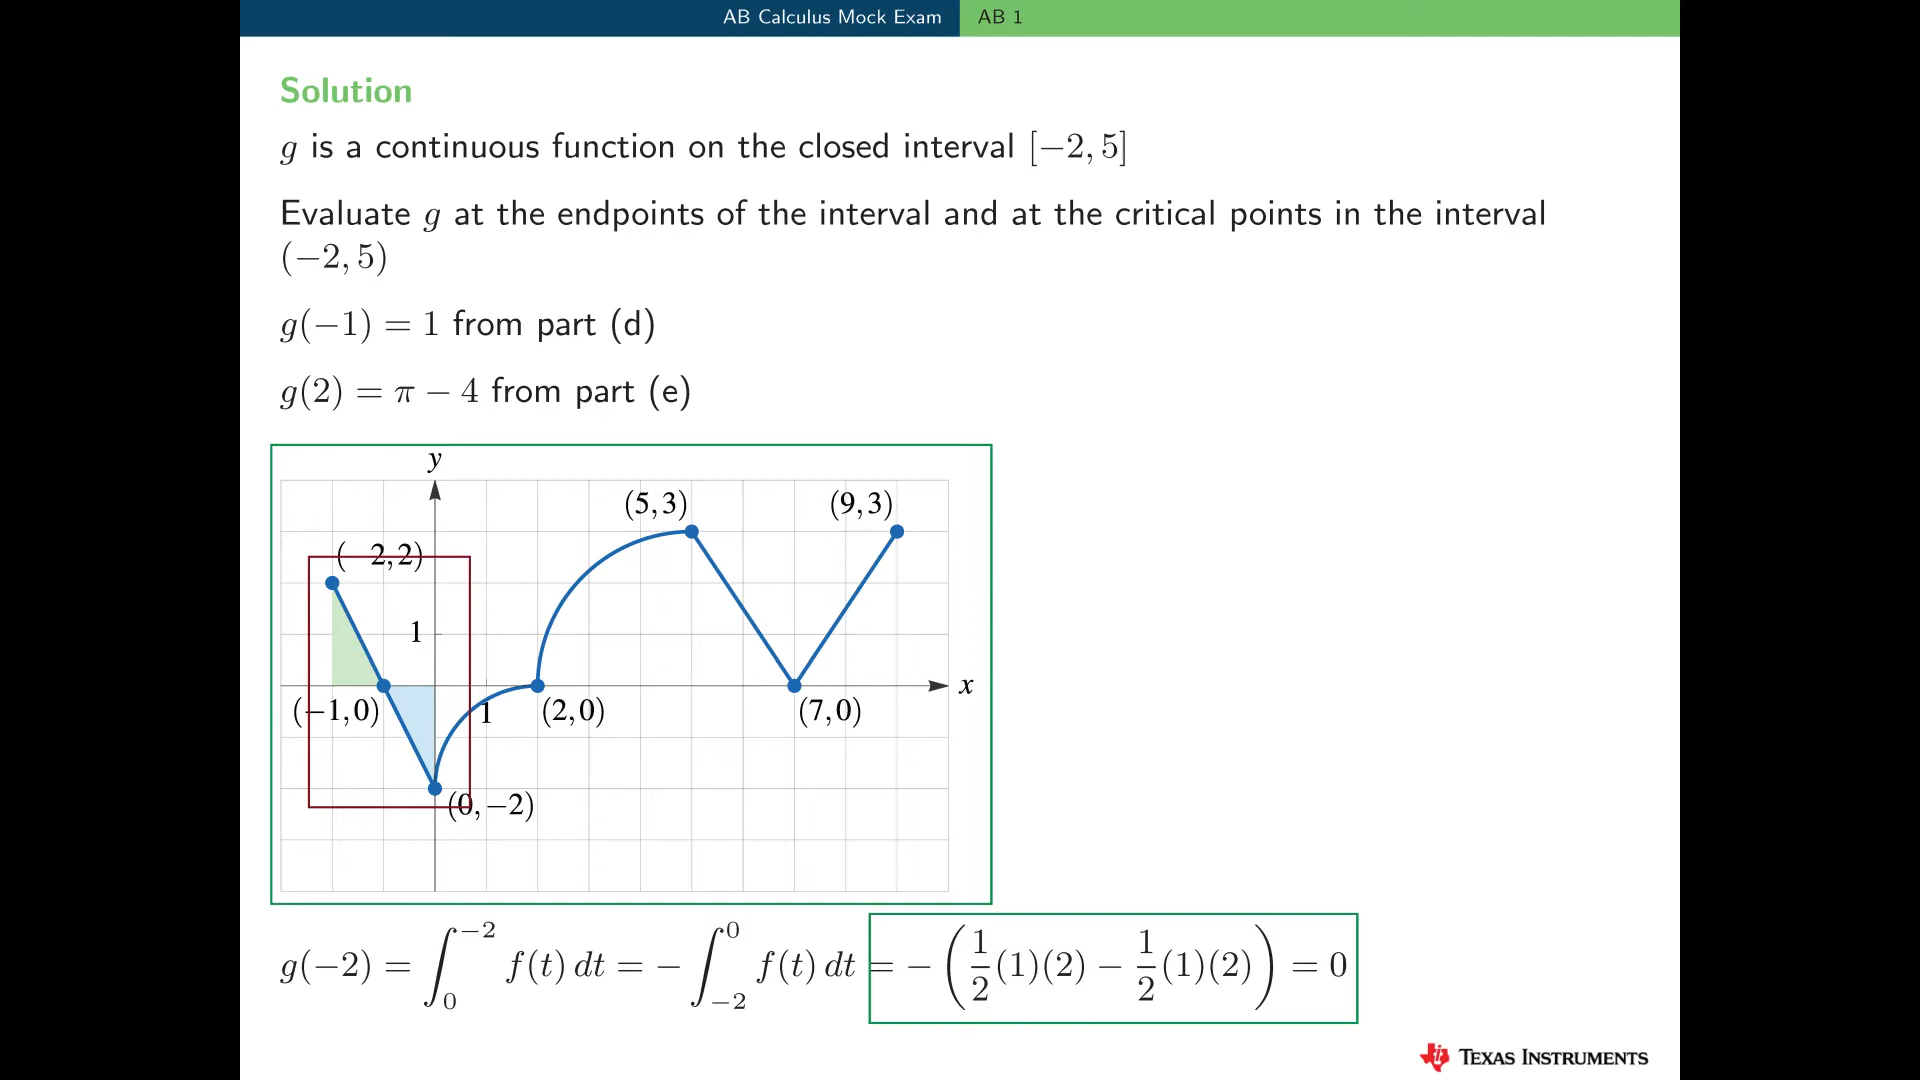 AB Calculus Mock Exam AB 1
Solution
g is a continuous function on the closed interval [−2, 5]
Evaluate g at the endpoints of the interval and at the critical points in the interval
(−2, 5)
g(−1) = 1 from part (d)
g(2) = π − 4 from part (e)
y
(5,3) (9,3)
( 2,2)
1
x
(−1,0) 1 (2,0) (7,0)
(0,−2)
g(−2) = ∫₀⁻² f(t) dt = − ∫₋₂⁰ f(t) dt = − (1/2 (1)(2) − 1/2 (1)(2)) = 0
TEXAS INSTRUMENTS